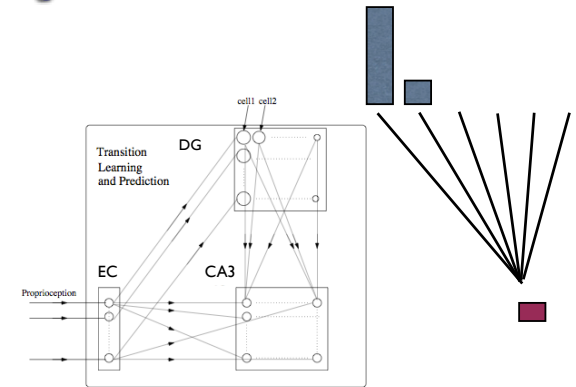 cell1 cell2
DG
Transition
Learning
and Prediction
EC
CA3
Proprioception